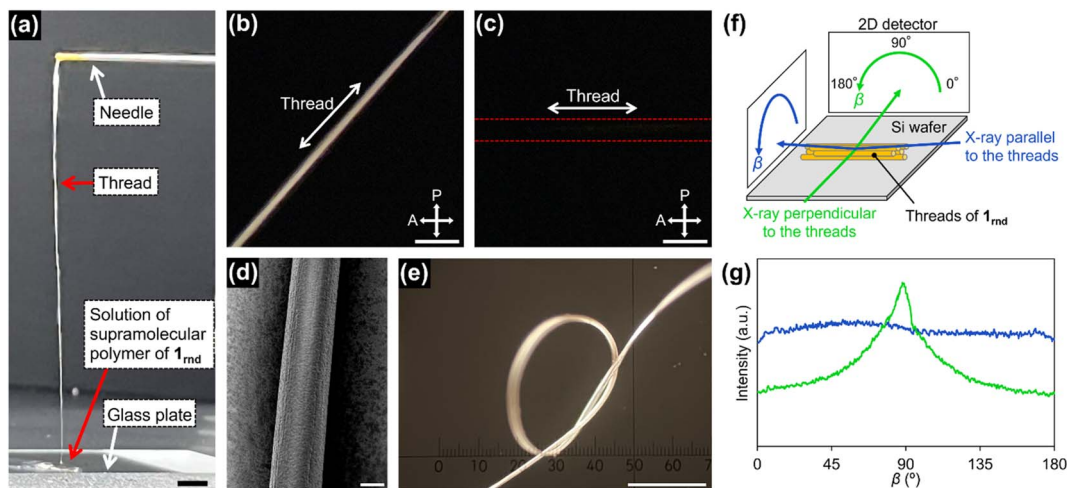 (a)
Needle
Thread
Solution of
supramolecular
polymer of 1rnd
Glass plate
(b)
Thread
P
A
(c)
Thread
P
A
(d)
(e)
0 10 20 30 40 50 60 70
(f)
2D detector
90°
180°
0°
β
β
Si wafer
X-ray parallel
to the threads
X-ray perpendicular
to the threads
Threads of 1rnd
(g)
Intensity (a.u.)
0 45 90 135 180
β (°)